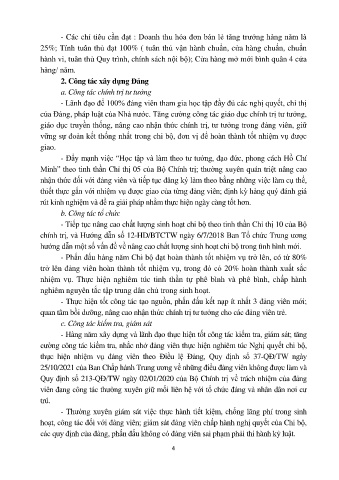 - Các chỉ tiêu cần đạt : Doanh thu hóa đơn bán lẻ tăng trưởng hàng năm là
25%; Tính tuân thủ đạt 100% ( tuân thủ vận hành chuẩn, cửa hàng chuẩn, chuẩn
hành vi, tuân thủ Quy trình, chính sách nội bộ); Cửa hàng mở mới bình quân 4 cửa
hàng/ năm.
2. Công tác xây dựng Đảng
a. Công tác chính trị tư tưởng
- Lãnh đạo để 100% đảng viên tham gia học tập đầy đủ các nghị quyết, chỉ thị
của Đảng, pháp luật của Nhà nước. Tăng cường công tác giáo dục chính trị tư tưởng,
giáo dục truyền thống, nâng cao nhận thức chính trị, tư tưởng trong đảng viên, giữ
vững sự đoàn kết thống nhất trong chi bộ, đơn vị để hoàn thành tốt nhiệm vụ được
giao.
- Đẩy mạnh việc “Học tập và làm theo tư tưởng, đạo đức, phong cách Hồ Chí
Minh” theo tinh thần Chỉ thị 05 của Bộ Chính trị; thường xuyên quán triệt nâng cao
nhận thức đối với đảng viên và tiếp tục đăng ký làm theo bằng những việc làm cụ thể,
thiết thực gắn với nhiệm vụ được giao của từng đảng viên; định kỳ hàng quý đánh giá
rút kinh nghiệm và đề ra giải pháp nhằm thực hiện ngày càng tốt hơn.
b. Công tác tổ chức
- Tiếp tục nâng cao chất lượng sinh hoạt chi bộ theo tinh thần Chỉ thị 10 của Bộ
chính trị, và Hướng dẫn số 12-HD/BTCTW ngày 6/7/2018 Ban Tổ chức Trung ương
hướng dẫn một số vấn đề về nâng cao chất lượng sinh hoạt chi bộ trong tình hình mới.
- Phấn đấu hàng năm Chi bộ đạt hoàn thành tốt nhiệm vụ trở lên, có từ 80%
trở lên đảng viên hoàn thành tốt nhiệm vụ, trong đó có 20% hoàn thành xuất sắc
nhiệm vụ. Thực hiện nghiêm túc tinh thần tự phê bình và phê bình, chấp hành
nghiêm nguyên tắc tập trung dân chủ trong sinh hoạt.
- Thực hiện tốt công tác tạo nguồn, phấn đấu kết nạp ít nhất 3 đảng viên mới;
quan tâm bồi dưỡng, nâng cao nhận thức chính trị tư tưởng cho các đảng viên trẻ.
c. Công tác kiểm tra, giám sát
- Hàng năm xây dựng và lãnh đạo thực hiện tốt công tác kiểm tra, giám sát; tăng
cường công tác kiểm tra, nhắc nhở đảng viên thực hiện nghiêm túc Nghị quyết chi bộ,
thực hiện nhiệm vụ đảng viên theo Điều lệ Đảng, Quy định số 37-QĐ/TW ngày
25/10/2021 của Ban Chấp hành Trung ương về những điều đảng viên không được làm và
Quy định số 213-QĐ/TW ngày 02/01/2020 của Bộ Chính trị về trách nhiệm của đảng
viên đang công tác thường xuyên giữ mối liên hệ với tổ chức đảng và nhân dân nơi cư
trú.
- Thường xuyên giám sát việc thực hành tiết kiệm, chống lãng phí trong sinh
hoạt, công tác đối với đảng viên; giám sát đảng viên chấp hành nghị quyết của Chi bộ,
các quy định của đảng, phấn đấu không có đảng viên sai phạm phải thi hành kỷ luật.
4